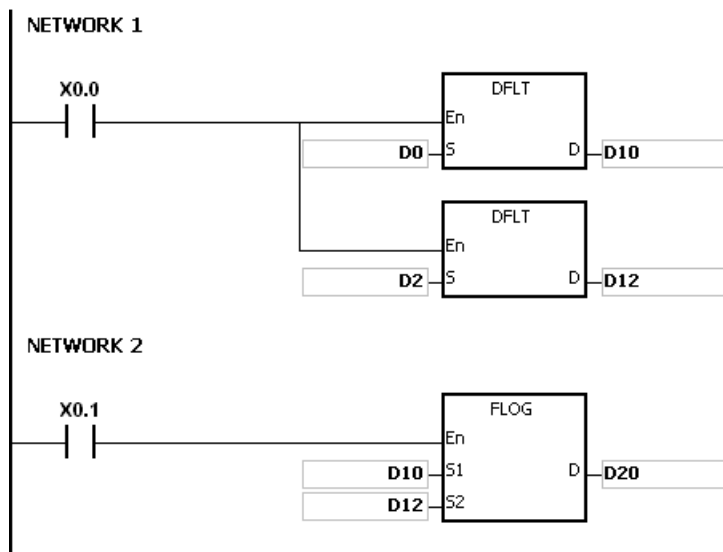 NETWORK 1
X0.0
DFLT
En
D0 S D D10
DFLT
En
D2 S D D12
NETWORK 2
X0.1
FLOG
En
D10 S1 D D20
D12 S2